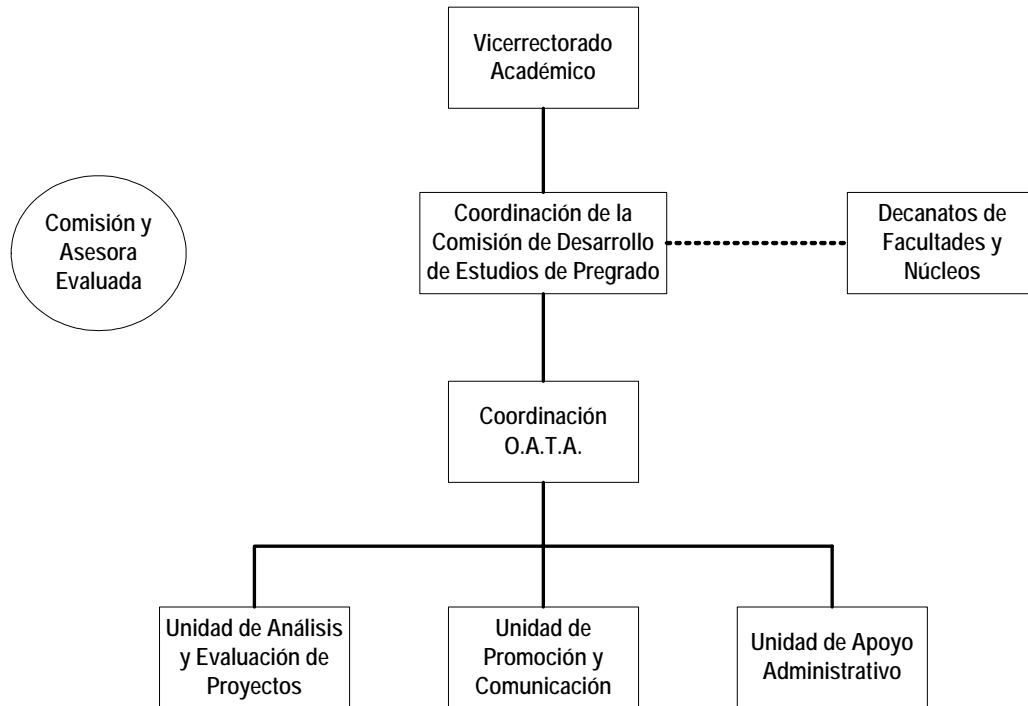 Vicerrectorado
Académico
Comisión y
Asesora
Evaluada
Coordinación de la
Comisión de Desarrollo
de Estudios de Pregrado
Decanatos de
Facultades y
Núcleos
Coordinación
O.A.T.A.
Unidad de Análisis
y Evaluación de
Proyectos
Unidad de
Promoción y
Comunicación
Unidad de Apoyo
Administrativo